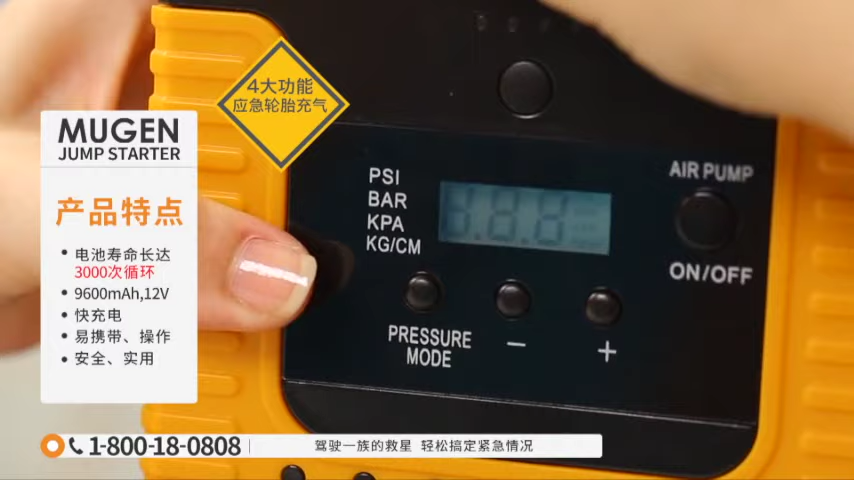 4大功能
应急轮胎充气
MUGEN
JUMP STARTER
产品特点
• 电池寿命长达
3000次循环
• 9600mAh,12V
• 快充电
• 易携带、操作
• 安全、实用
PSI
BAR
KPA
KG/CM
AIR PUMP
ON/OFF
PRESSURE
MODE
−
+
1-800-18-0808
驾驶一族的救星 轻松搞定紧急情况